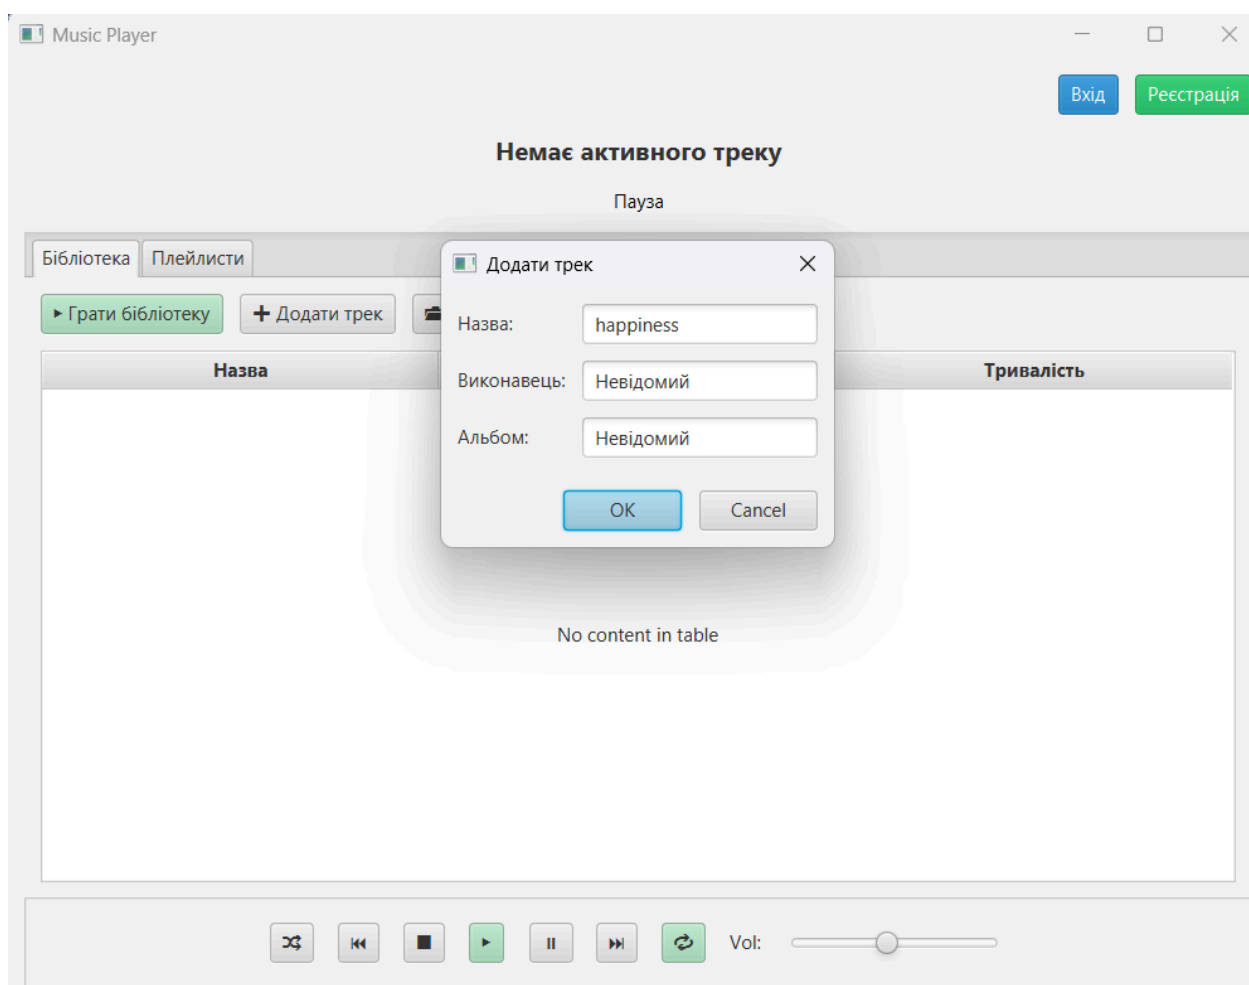 Music Player
Вхід Реєстрація
Немає активного треку
Пауза
Бібліотека Плейлисти
Грати бібліотеку Додати трек
Додати трек
Назва: happiness
Виконавець: Невідомий
Альбом: Невідомий
OK Cancel
Назва Тривалість
No content in table
Vol: